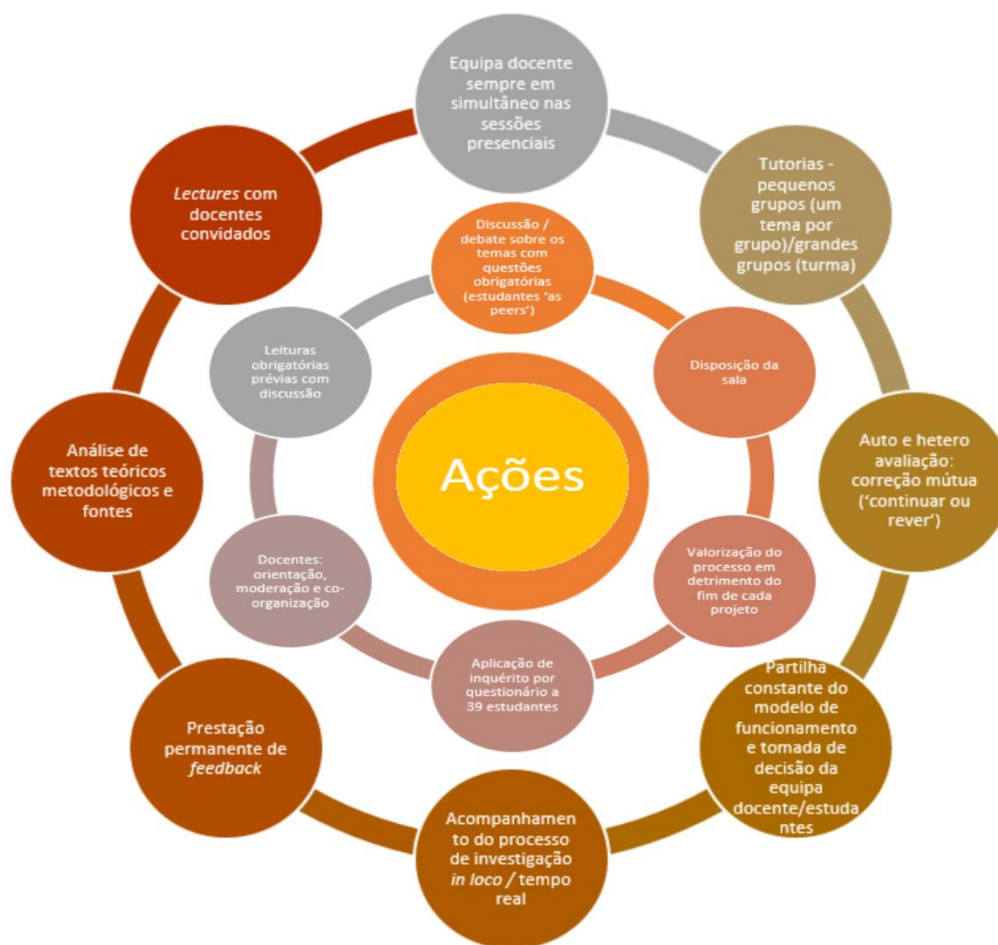 Equipa docente
sempre em
simultâneo nas
sessões
presenciais
Tutorias -
pequenos
grupos (um
tema por
grupo)/grandes
grupos (turma)
Auto e hetero
avaliação:
correção mútua
(‘continuar ou
rever’)
Partilha
constante do
modelo de
funcionamento
e tomada de
decisão da
equipa
docente/estuda
ntes
Acompanhamen
to do processo
de investigação
in loco / tempo
real
Prestação
permanente de
feedback
Análise de
textos teóricos
metodológicos e
fontes
Lectures com
docentes
convidados
Discussão /
debate sobre os
temas com
questões
obrigatórias
(estudantes ‘as
peers’)
Disposição da
sala
Valorização do
processo em
detrimento do
fim de cada
projeto
Aplicação de
inquérito por
questionário a
39 estudantes
Docentes:
orientação,
moderação e co-
organização
Leituras
obrigatórias
prévias com
discussão
Ações